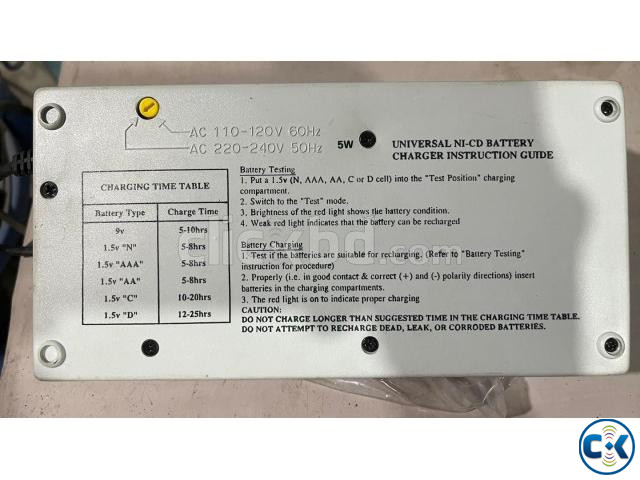 AC 110-120V 60Hz
AC 220-240V 50Hz
5W
UNIVERSAL NI-CD BATTERY
CHARGER INSTRUCTION GUIDE
CHARGING TIME TABLE
Battery Type Charge Time
9v 5-10hrs
1.5v "N" 5-8hrs
1.5v "AAA" 5-8hrs
1.5v "AA" 5-8hrs
1.5v "C" 10-20hrs
1.5v "D" 12-25hrs
Battery Testing
1. Put a 1.5v (N, AAA, AA, C or D cell) into the "Test Position" charging
compartment.
2. Switch to the "Test" mode.
3. Brightness of the red light shows the battery condition.
4. Weak red light indicates that the battery can be recharged
Battery Charging
1. Test if the batteries are suitable for recharging. (Refer to "Battery Testing"
instruction for procedure)
2. Properly (i.e. in good contact & correct (+) and (-) polarity directions) insert
batteries in the charging compartments.
3. The red light is on to indicate proper charging
CAUTION:
DO NOT CHARGE LONGER THAN SUGGESTED TIME IN THE CHARGING TIME TABLE.
DO NOT ATTEMPT TO RECHARGE DEAD, LEAK, OR CORRODED BATTERIES.